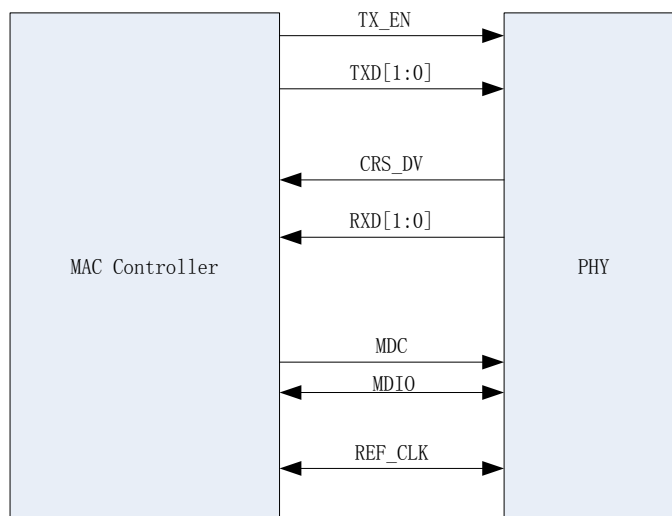 TX_EN
TXD[1:0]
CRS_DV
RXD[1:0]
MAC Controller
PHY
MDC
MDIO
REF_CLK